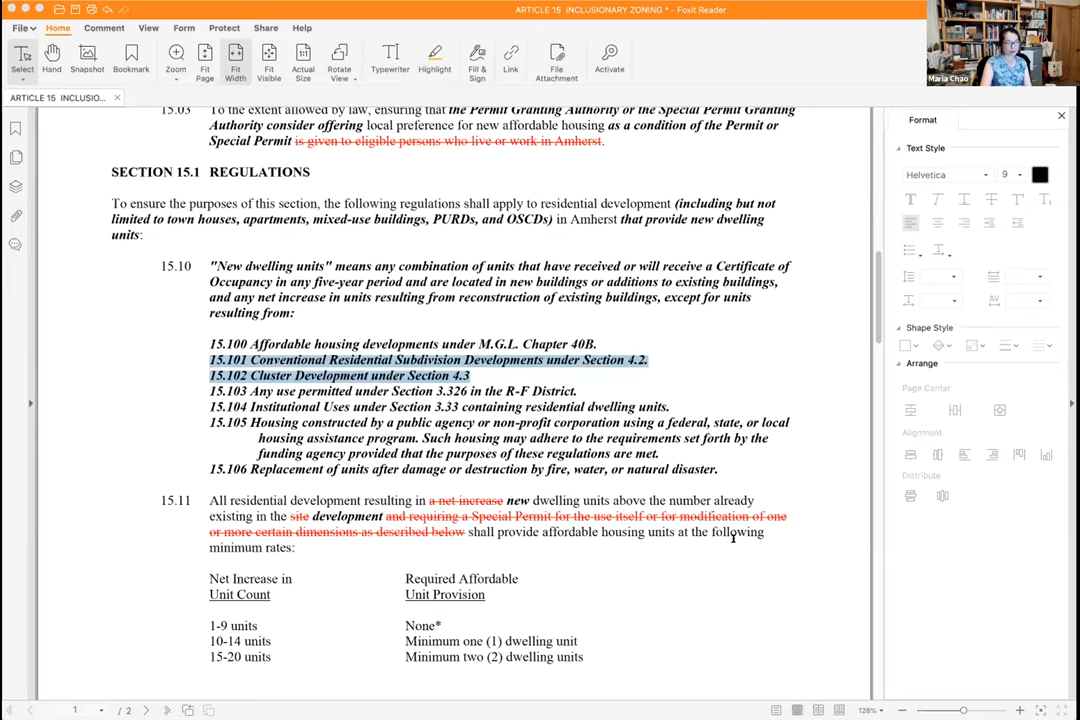 ARTICLE 15 INCLUSIONARY ZONING * - Foxit Reader
File Home Comment View Form Protect Share Help
Select Hand Snapshot Bookmark Zoom Fit Page Fit Width Fit Visible Actual Size Rotate View Typewriter Highlight Fill & Sign Link File Attachment Activate
Maria Chao
ARTICLE 15 INCLUSIO...
15.03 To the extent allowed by law, ensuring that the Permit Granting Authority or the Special Permit Granting
Authority consider offering local preference for new affordable housing as a condition of the Permit or
Special Permit is given to eligible persons who live or work in Amherst.
SECTION 15.1 REGULATIONS
To ensure the purposes of this section, the following regulations shall apply to residential development (including but not
limited to town houses, apartments, mixed-use buildings, PURDs, and OSCDs) in Amherst that provide new dwelling
units:
15.10 "New dwelling units" means any combination of units that have received or will receive a Certificate of
Occupancy in any five-year period and are located in new buildings or additions to existing buildings,
and any net increase in units resulting from reconstruction of existing buildings, except for units
resulting from:
15.100 Affordable housing developments under M.G.L. Chapter 40B.
15.101 Conventional Residential Subdivision Developments under Section 4.2.
15.102 Cluster Development under Section 4.3
15.103 Any use permitted under Section 3.326 in the R-F District.
15.104 Institutional Uses under Section 3.33 containing residential dwelling units.
15.105 Housing constructed by a public agency or non-profit corporation using a federal, state, or local
housing assistance program. Such housing may adhere to the requirements set forth by the
funding agency provided that the purposes of these regulations are met.
15.106 Replacement of units after damage or destruction by fire, water, or natural disaster.
15.11 All residential development resulting in a net increase new dwelling units above the number already
existing in the site development and requiring a Special Permit for the use itself or for modification of one
or more certain dimensions as described below shall provide affordable housing units at the following
minimum rates:
Net Increase in Required Affordable
Unit Count Unit Provision
1-9 units None*
10-14 units Minimum one (1) dwelling unit
15-20 units Minimum two (2) dwelling units
Format
Text Style
Helvetica 9
Shape Style
Arrange
Page Center
Alignment
Distribute
1 / 2
128%